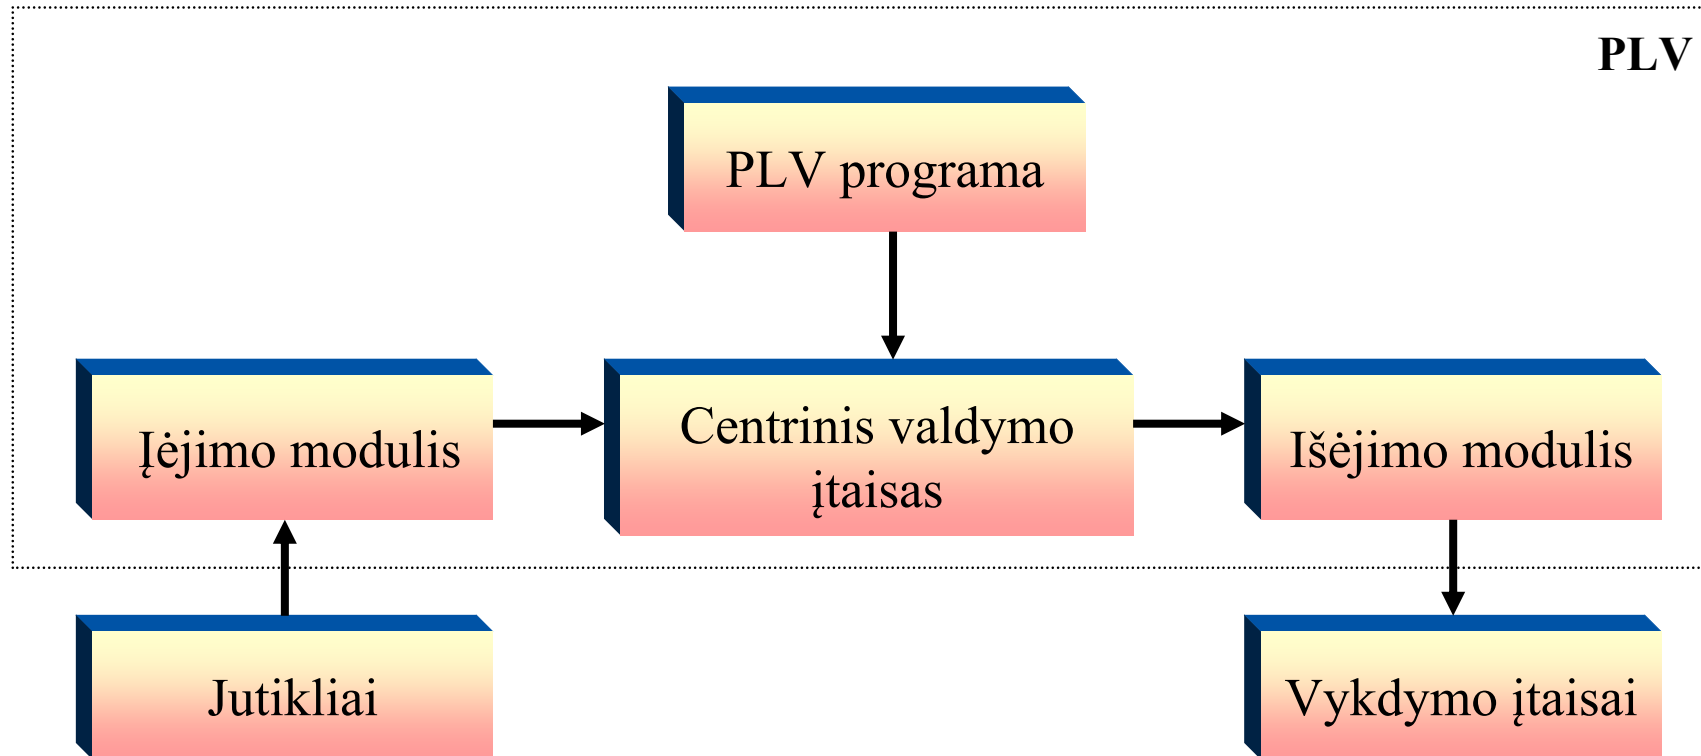 PLV
PLV programa
Įėjimo modulis
Centrinis valdymo
įtaisas
Išėjimo modulis
Jutikliai
Vykdymo įtaisai